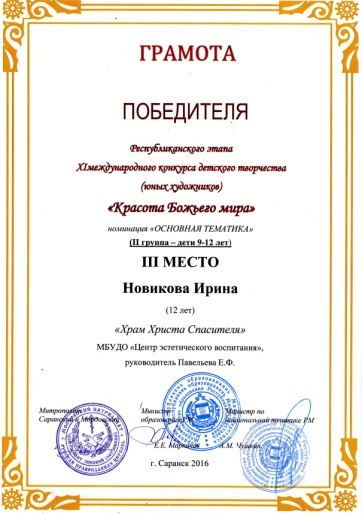 ГРАМОТА
ПОБЕДИТЕЛЯ
Республиканского этапа
XIмеждународного конкурса детского творчества
(юных художников)
«Красота Божьего мира»
номинация «ОСНОВНАЯ ТЕМАТИКА»
(II группа – дети 9-12 лет)
III МЕСТО
Новикова Ирина
(12 лет)
«Храм Христа Спасителя»
МБУДО «Центр эстетического воспитания»,
руководитель Павельева Е.Ф.
Митрополит Министр Министр по
Саранский и Мордовский образования РМ национальной политике РМ
Е.Е. А.М. Чушкин
г. Саранск 2016